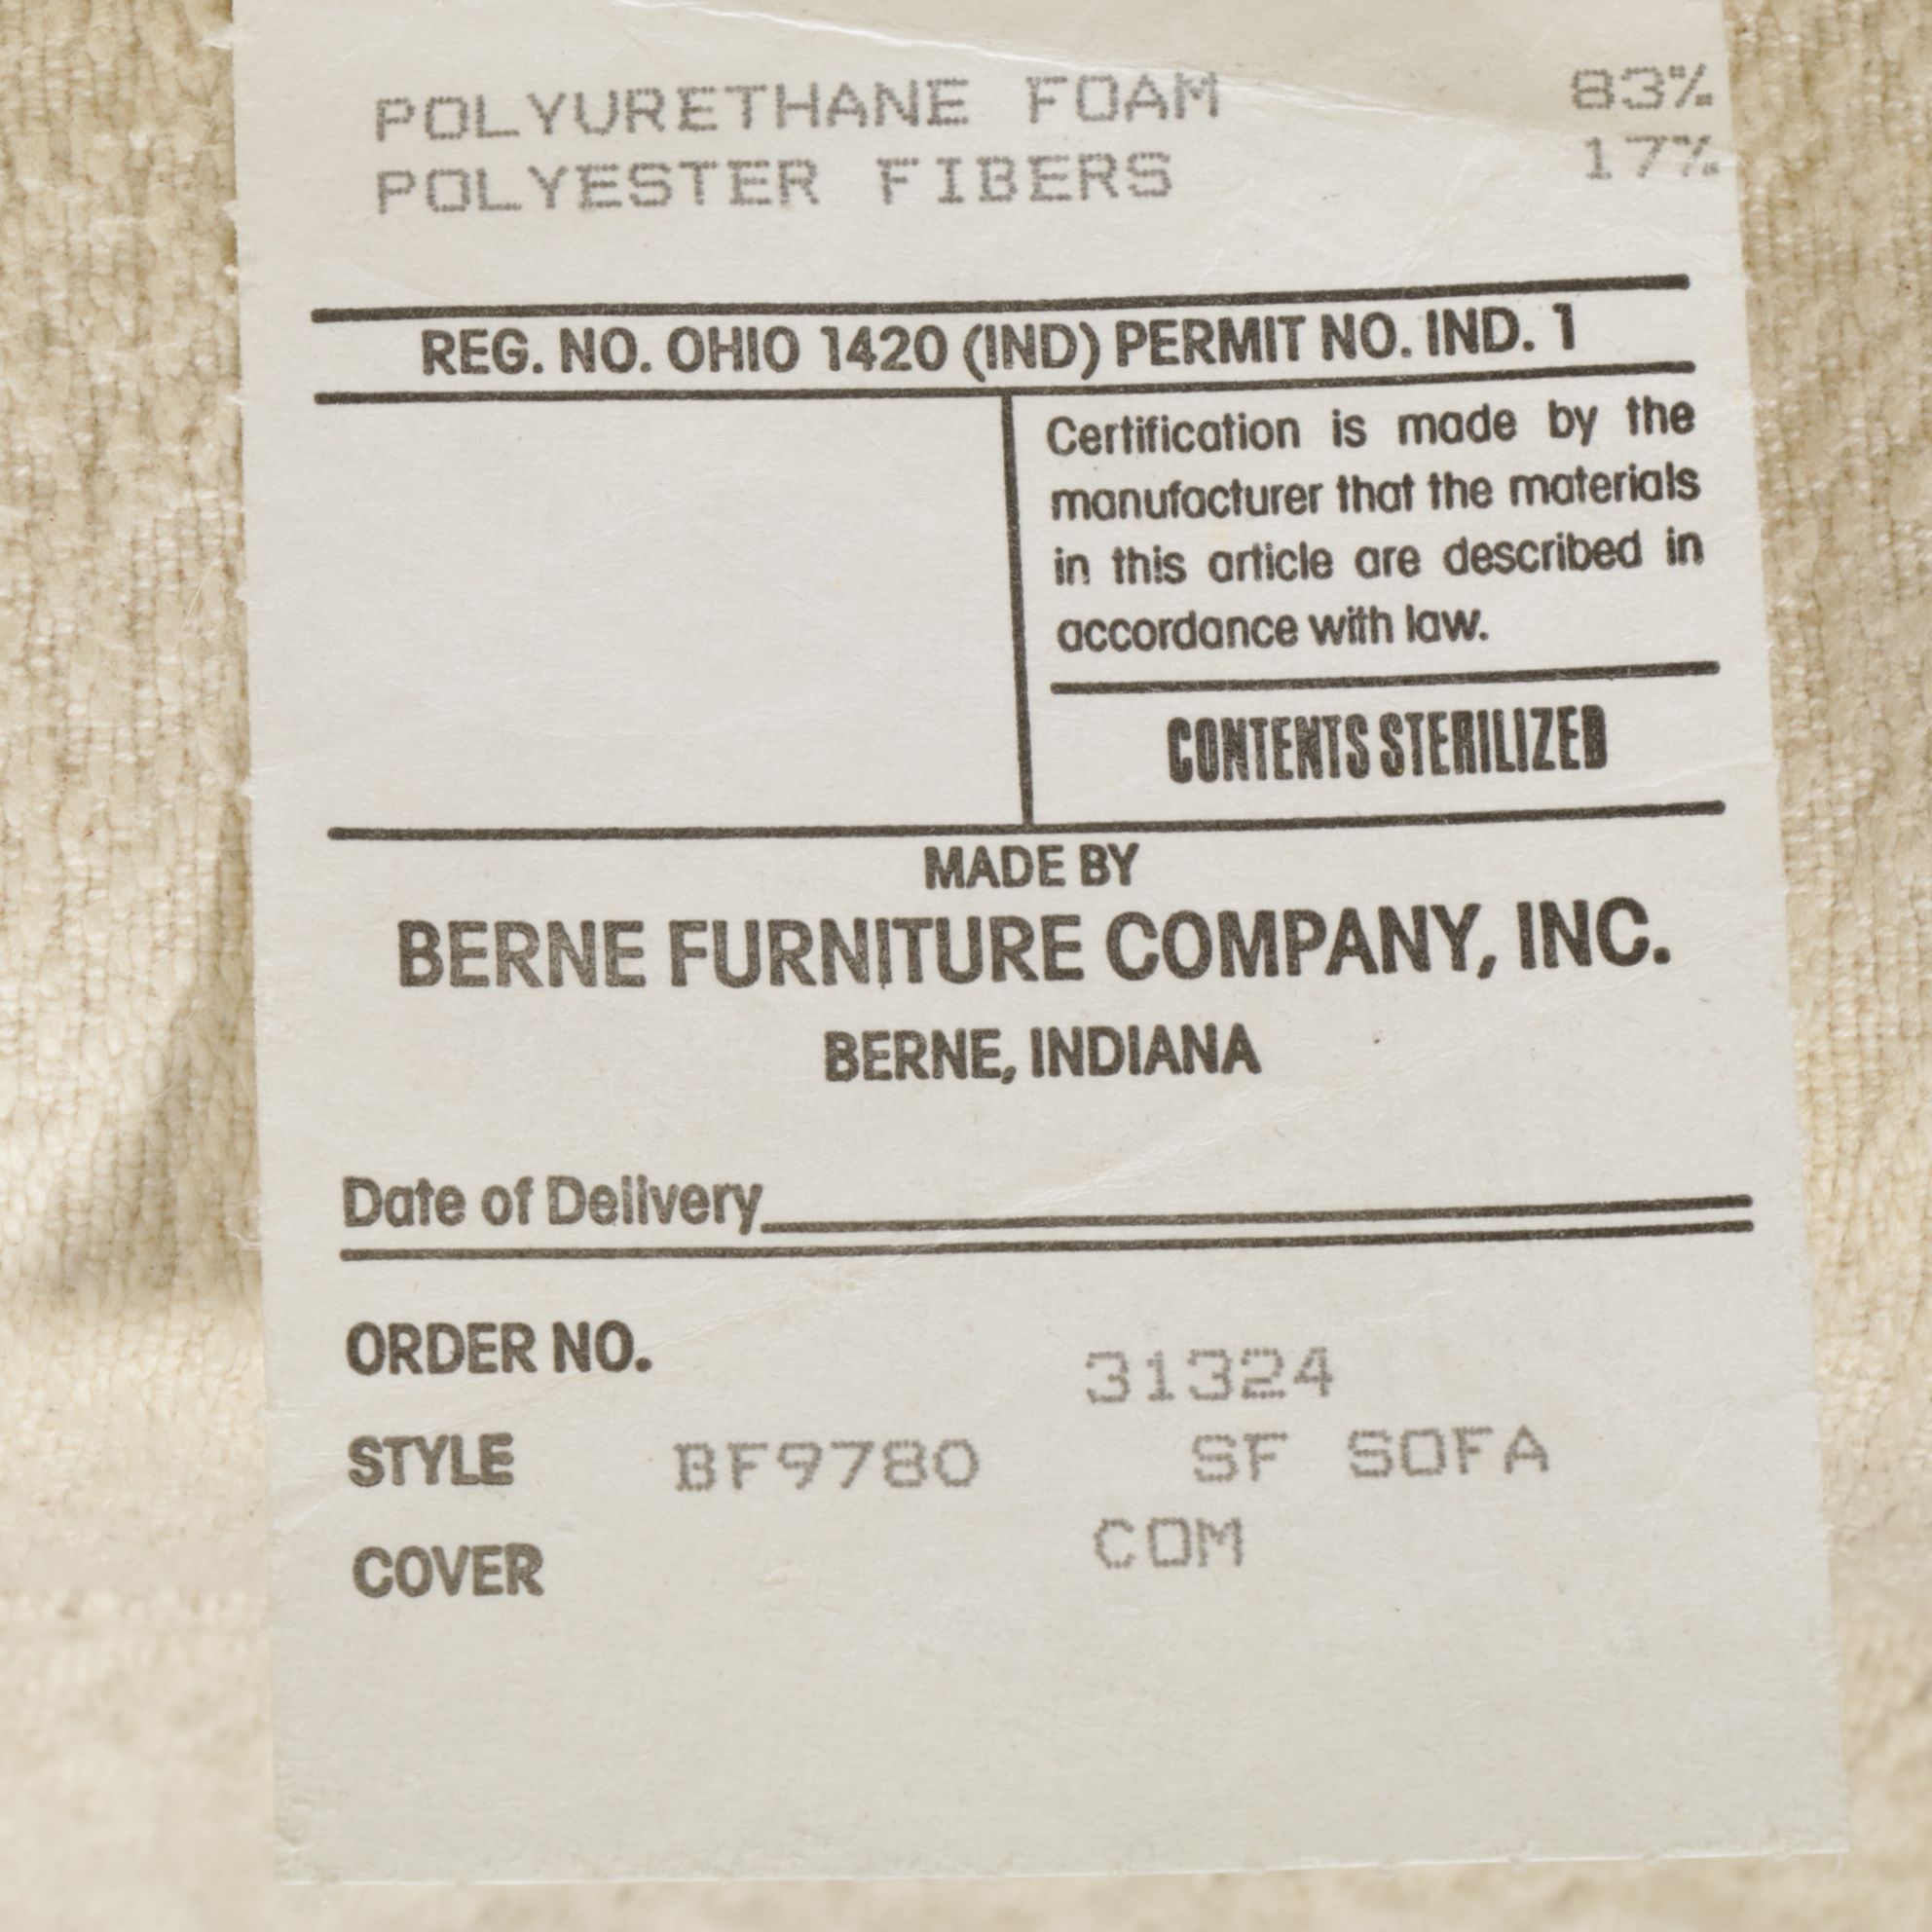 POLYURETHANE FOAM 83%
POLYESTER FIBERS 17%
REG. NO. OHIO 1420 (IND) PERMIT NO. IND. 1
Certification is made by the
manufacturer that the materials
in this article are described in
accordance with law.
CONTENTS STERILIZED
MADE BY
BERNE FURNITURE COMPANY, INC.
BERNE, INDIANA
Date of Delivery
ORDER NO. 31324
STYLE BF9780 SF SOFA
COVER COM